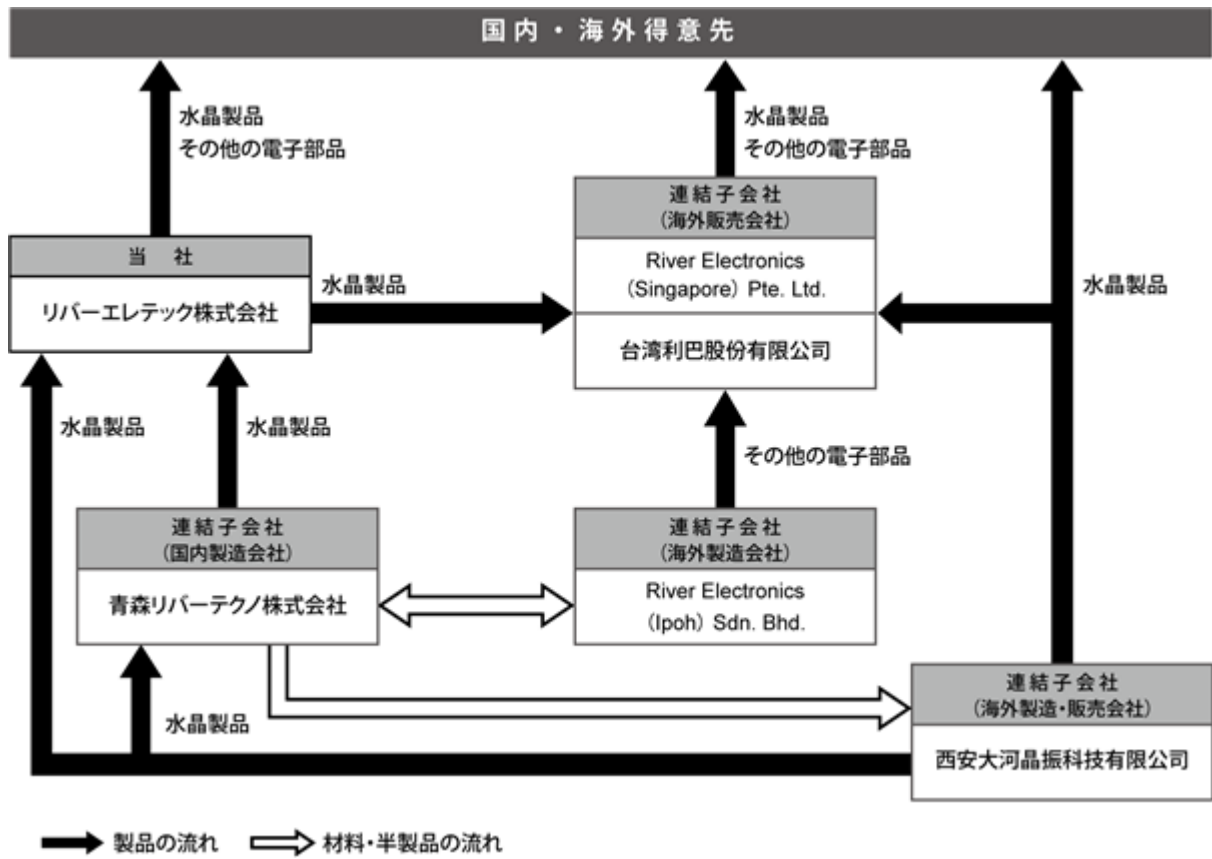 国内・海外得意先
水晶製品
その他の電子部品
水晶製品
その他の電子部品
連結子会社
（海外販売会社）
River Electronics
（Singapore）Pte. Ltd.
台湾利巴股份有限公司
当 社
リバーエレテック株式会社
水晶製品
水晶製品
水晶製品
水晶製品
その他の電子部品
連結子会社
（国内製造会社）
青森リバーテクノ株式会社
連結子会社
（海外製造会社）
River Electronics
（Ipoh）Sdn. Bhd.
水晶製品
連結子会社
（海外製造・販売会社）
西安大河晶振科技有限公司
製品の流れ
材料・半製品の流れ